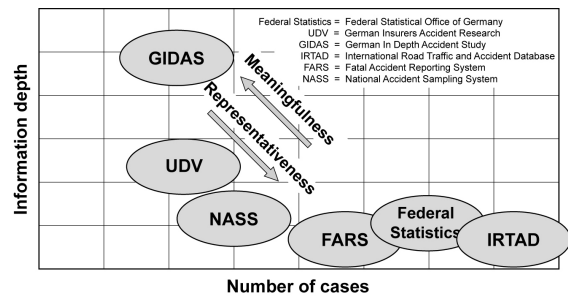 Federal Statistics = Federal Statistical Office of Germany
UDV = German Insurers Accident Research
GIDAS = German In Depth Accident Study
IRTAD = International Road Traffic and Accident Database
FARS = Fatal Accident Reporting System
NASS = National Accident Sampling System
Information depth
GIDAS
Meaningfulness
Representativeness
UDV
NASS
FARS
Federal
Statistics
IRTAD
Number of cases